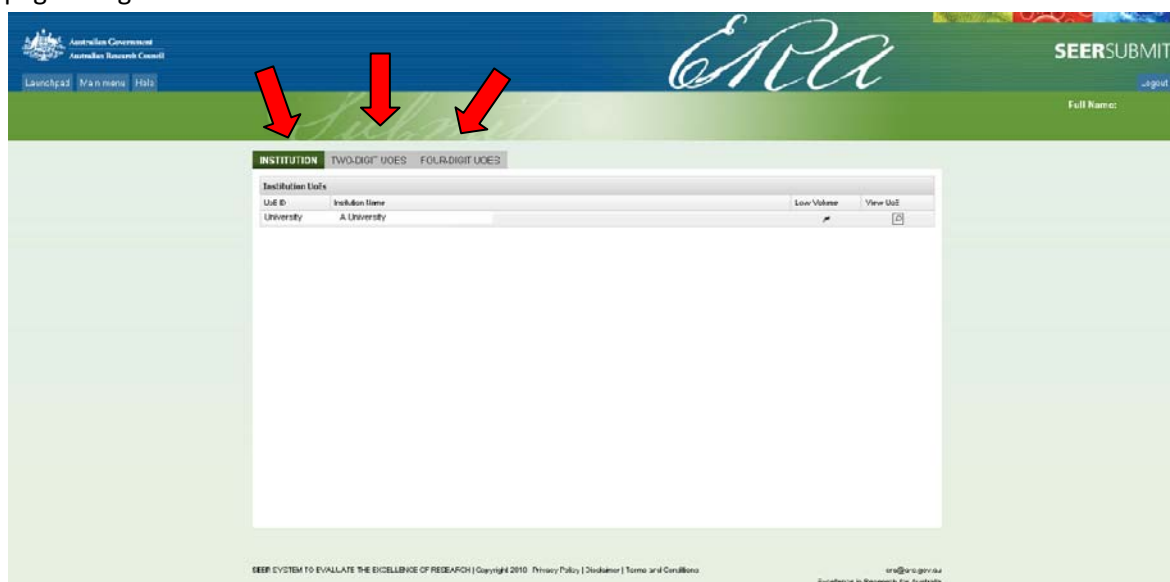 Australian Government
Australian Research Council
ERA
SEERSUBMIT
Launchpad Main menu Help
Logout
Submit
Full Name:
INSTITUTION TWO-DIGIT UOES FOUR-DIGIT UOES
Institution UoEs
UoE ID Institution Name Low Volume View UoE
University A University
SEER SYSTEM TO EVALUATE THE EXCELLENCE OF RESEARCH | Copyright 2010 Privacy Policy | Disclaimer | Terms and Conditions
era@arc.gov.au
Excellence in Research for Australia